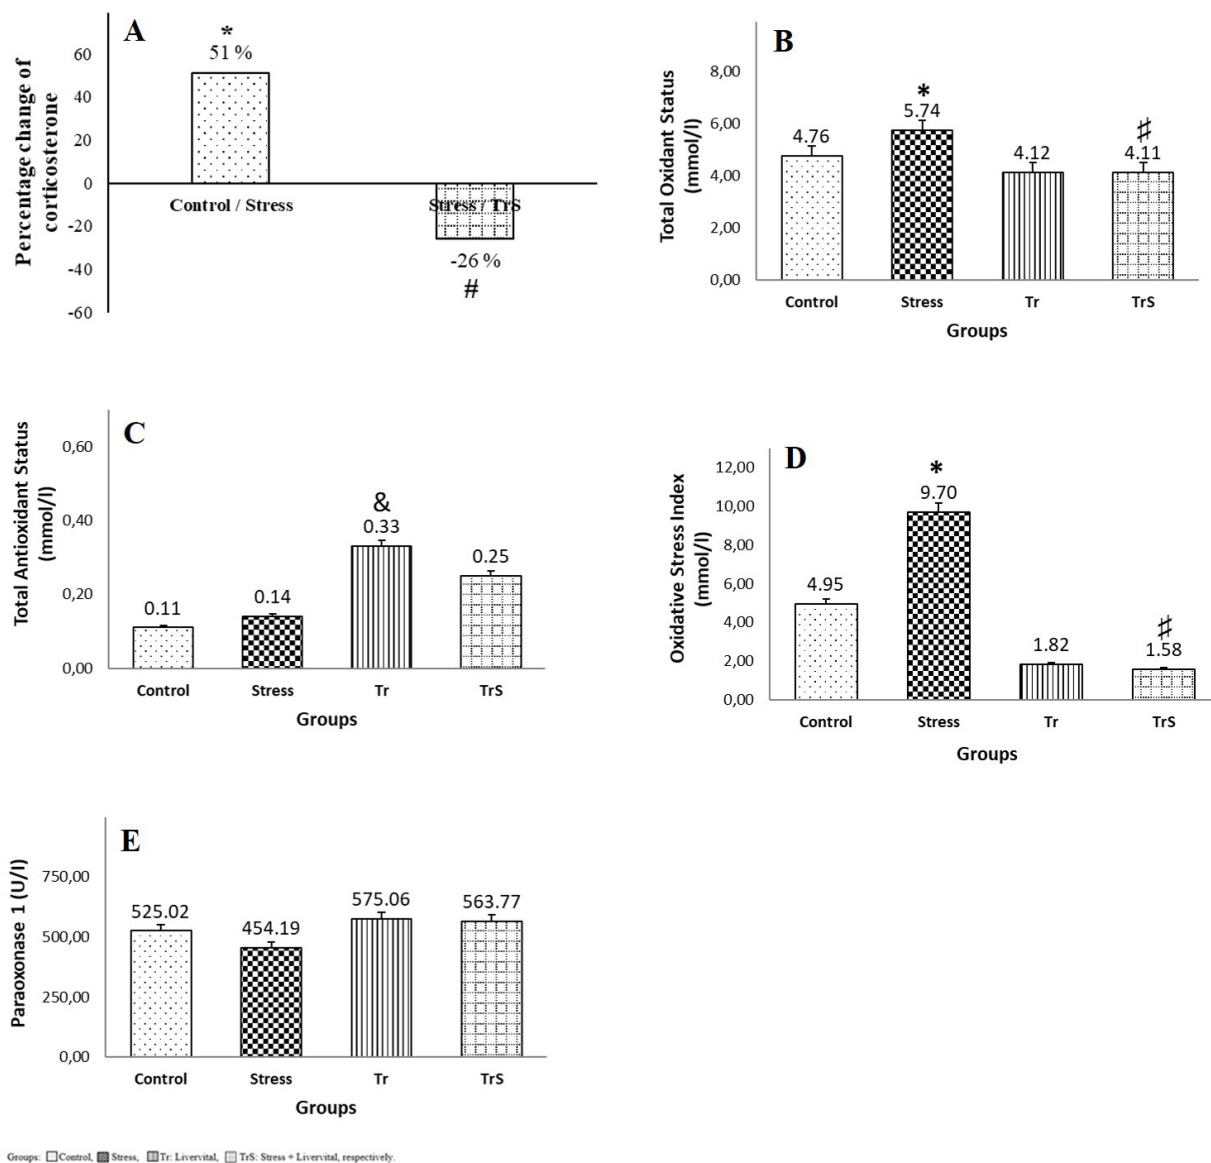 A
Percentage change of
corticosterone
60
40
20
0
-20
-40
-60
*
51 %
Control / Stress
Stress / TrS
-26 %
#
B
Total Oxidant Status
(mmol/l)
8,00
6,00
4,00
2,00
0,00
4.76
*
5.74
4.12
♯
4.11
Control Stress Tr TrS
Groups
C
Total Antioxidant Status
(mmol/l)
0,60
0,40
0,20
0,00
0.11
0.14
&
0.33
0.25
Control Stress Tr TrS
Groups
D
Oxidative Stress Index
(mmol/l)
12,00
10,00
8,00
6,00
4,00
2,00
0,00
4.95
*
9.70
1.82
♯
1.58
Control Stress Tr TrS
Groups
E
Paraoxonase 1 (U/l)
750,00
500,00
250,00
0,00
525.02
454.19
575.06
563.77
Control Stress Tr TrS
Groups
Groups: Control, Stress, Tr: Livervital, TrS: Stress + Livervital, respectively.